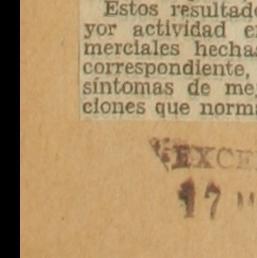 Estos resultad
yor actividad e
merciales hecha
correspondiente,
síntomas de me
ciones que norm
EXCE
17 M